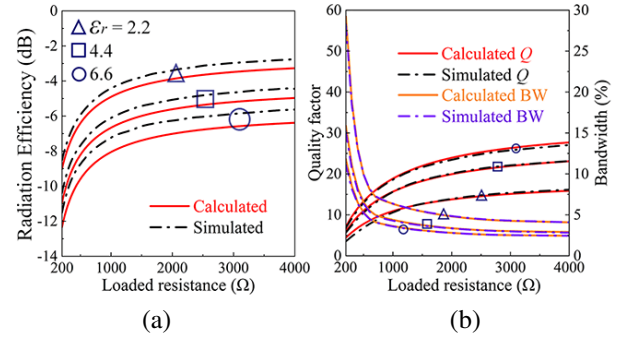 (a)
0
-2
-4
-6
-8
-10
-12
-14
Radiation Efficiency (dB)
εr = 2.2
4.4
6.6
Calculated
Simulated
200 1000 2000 3000 4000
Loaded resistance (Ω)
(a)
(b)
60
50
40
30
20
10
0
Quality factor
Calculated Q
Simulated Q
Calculated BW
Simulated BW
30
25
20
15
10
5
0
Bandwidth (%)
200 1000 2000 3000 4000
Loaded resistance (Ω)
(b)